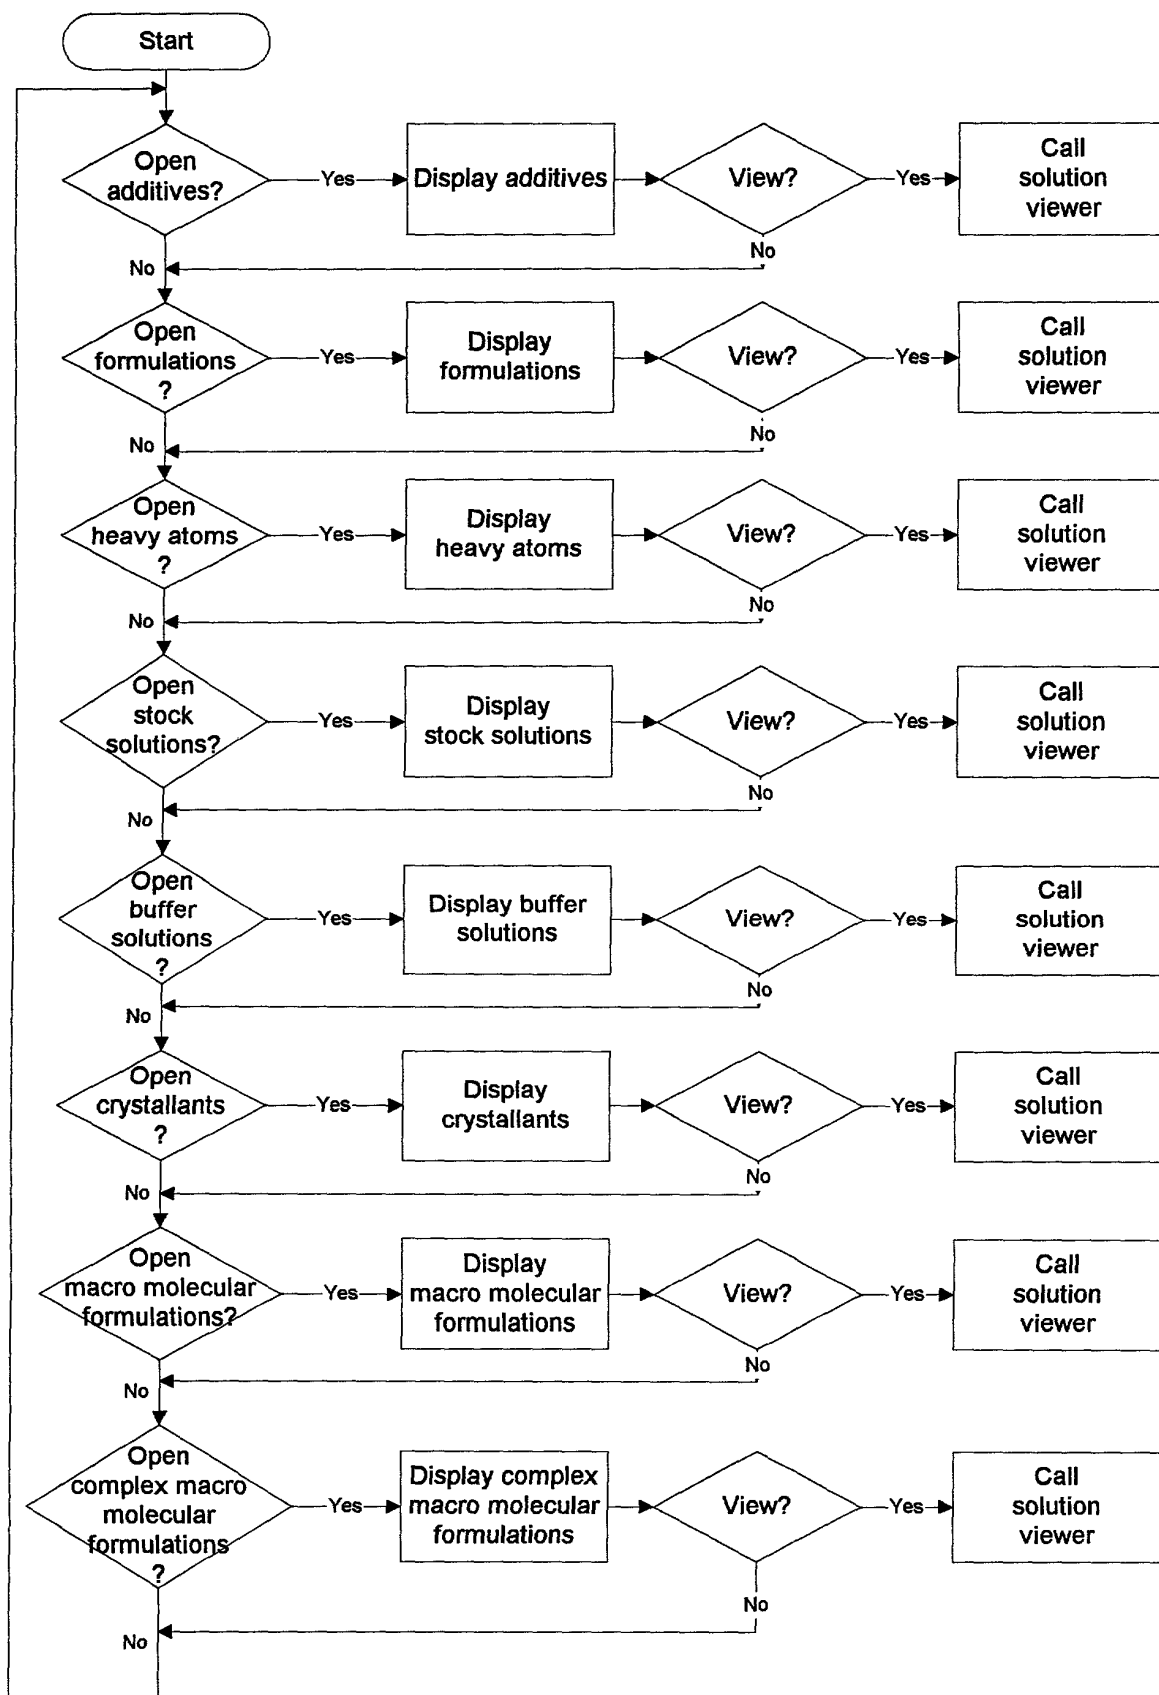 Start
Open
additives?
Yes
Display additives
View?
Yes
Call
solution
viewer
No
No
Open
formulations
?
Yes
Display
formulations
View?
Yes
Call
solution
viewer
No
No
Open
heavy atoms
?
Yes
Display
heavy atoms
View?
Yes
Call
solution
viewer
No
No
Open
stock
solutions?
Yes
Display
stock solutions
View?
Yes
Call
solution
viewer
No
No
Open
buffer
solutions
?
Yes
Display buffer
solutions
View?
Yes
Call
solution
viewer
No
No
Open
crystallants
?
Yes
Display
crystallants
View?
Yes
Call
solution
viewer
No
No
Open
macro molecular
formulations?
Yes
Display
macro molecular
formulations
View?
Yes
Call
solution
viewer
No
No
Open
complex macro
molecular
formulations
?
Yes
Display complex
macro molecular
formulations
View?
Yes
Call
solution
viewer
No
No